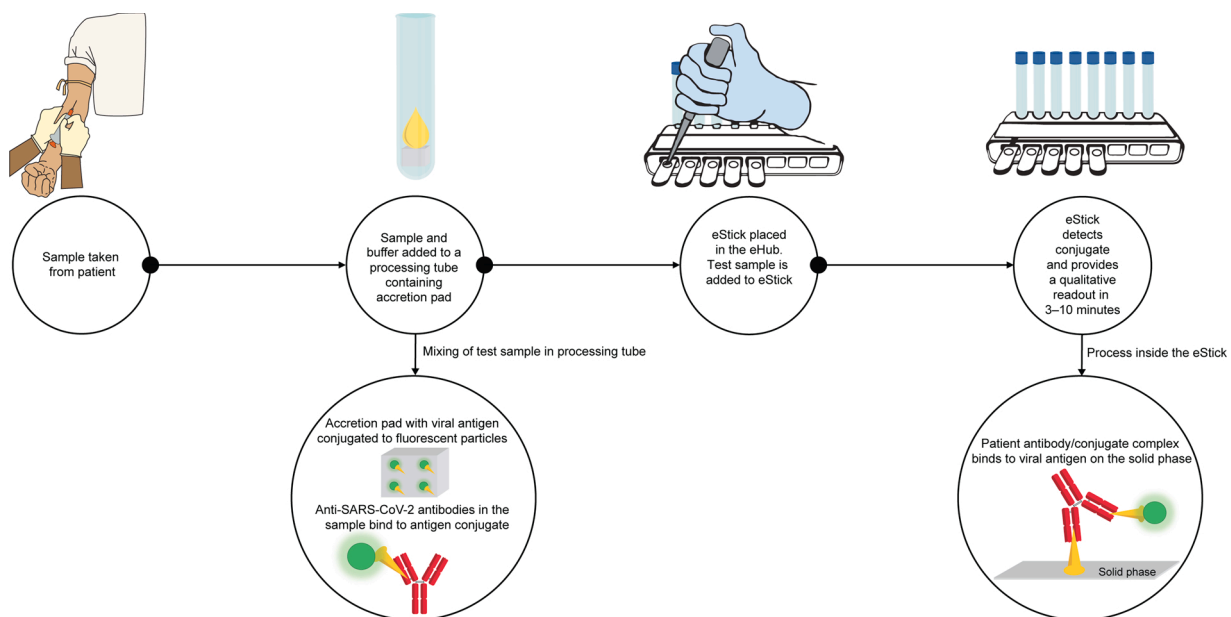 Sample taken
from patient
Sample and
buffer added to a
processing tube
containing
accretion pad
eStick placed
in the eHub.
Test sample is
added to eStick
eStick
detects
conjugate
and provides
a qualitative
readout in
3–10 minutes
Mixing of test sample in processing tube
Process inside the eStick
Accretion pad with viral antigen
conjugated to fluorescent particles
Anti-SARS-CoV-2 antibodies in the
sample bind to antigen conjugate
Patient antibody/conjugate complex
binds to viral antigen on the solid phase
Solid phase